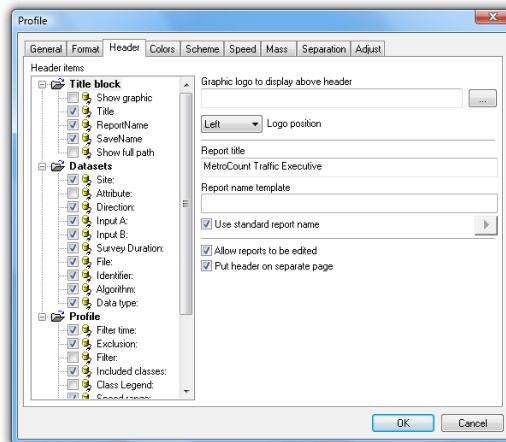 Profile
General Format Header Colors Scheme Speed Mass Separation Adjust
Header items
Title block
Show graphic
Title
ReportName
SaveName
Show full path
Datasets
Site:
Attribute:
Direction:
Input A:
Input B:
Survey Duration:
File:
Identifier:
Algorithm:
Data type:
Profile
Filter time:
Exclusion:
Filter:
Included classes:
Class Legend:
Speed range:
Graphic logo to display above header
...
Left Logo position
Report title
MetroCount Traffic Executive
Report name template
Use standard report name
Allow reports to be edited
Put header on separate page
OK Cancel